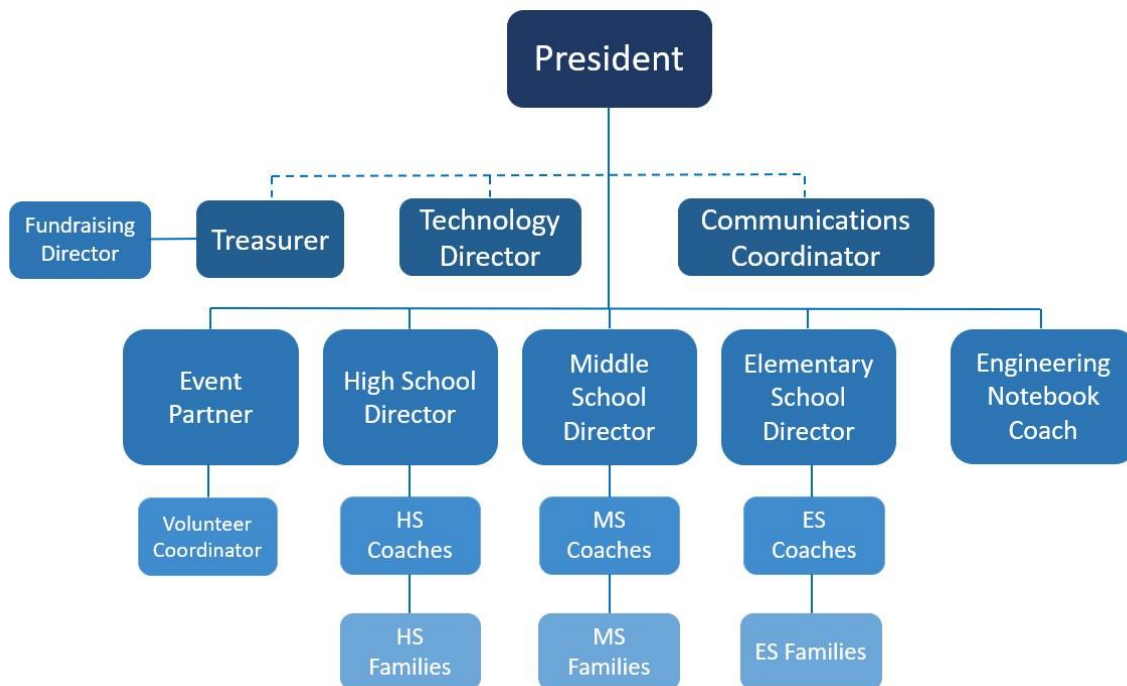 President
Fundraising
Director
Treasurer
Technology
Director
Communications
Coordinator
Event
Partner
High School
Director
Middle
School
Director
Elementary
School
Director
Engineering
Notebook
Coach
Volunteer
Coordinator
HS
Coaches
MS
Coaches
ES
Coaches
HS
Families
MS
Families
ES Families